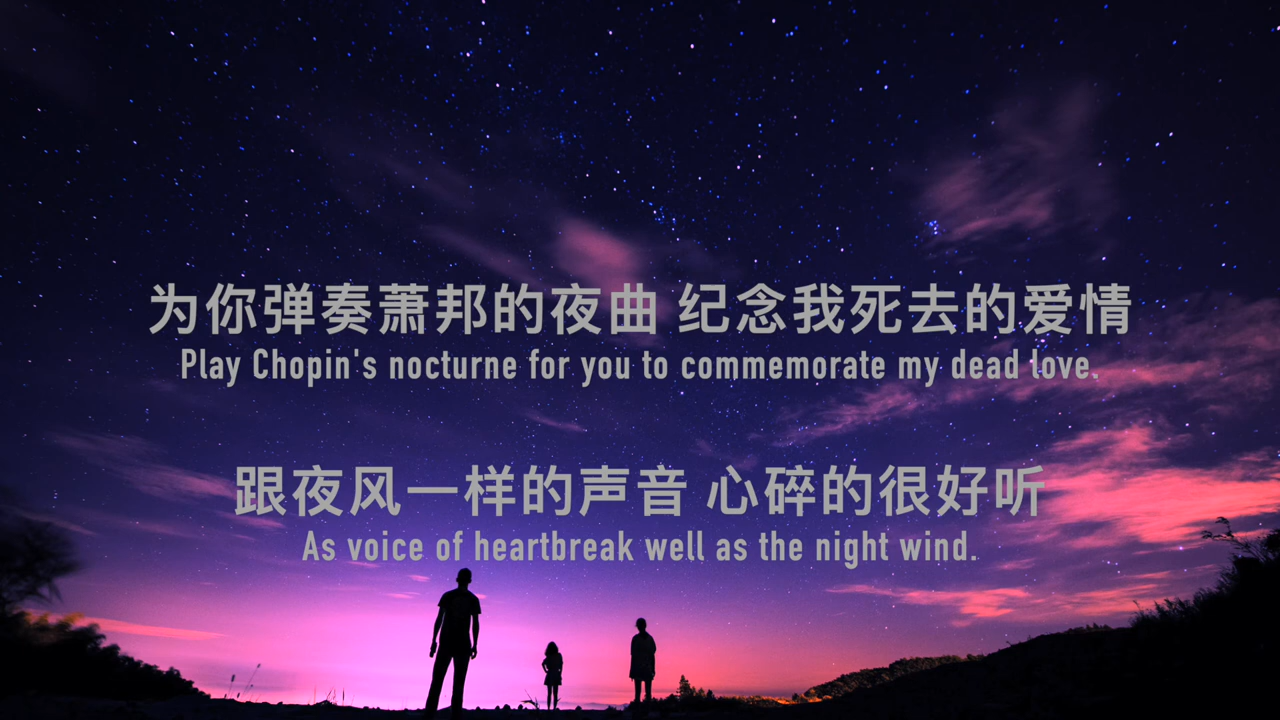 为你弹奏萧邦的夜曲 纪念我死去的爱情
Play Chopin's nocturne for you to commemorate my dead love.
跟夜风一样的声音 心碎的很好听
As voice of heartbreak well as the night wind.